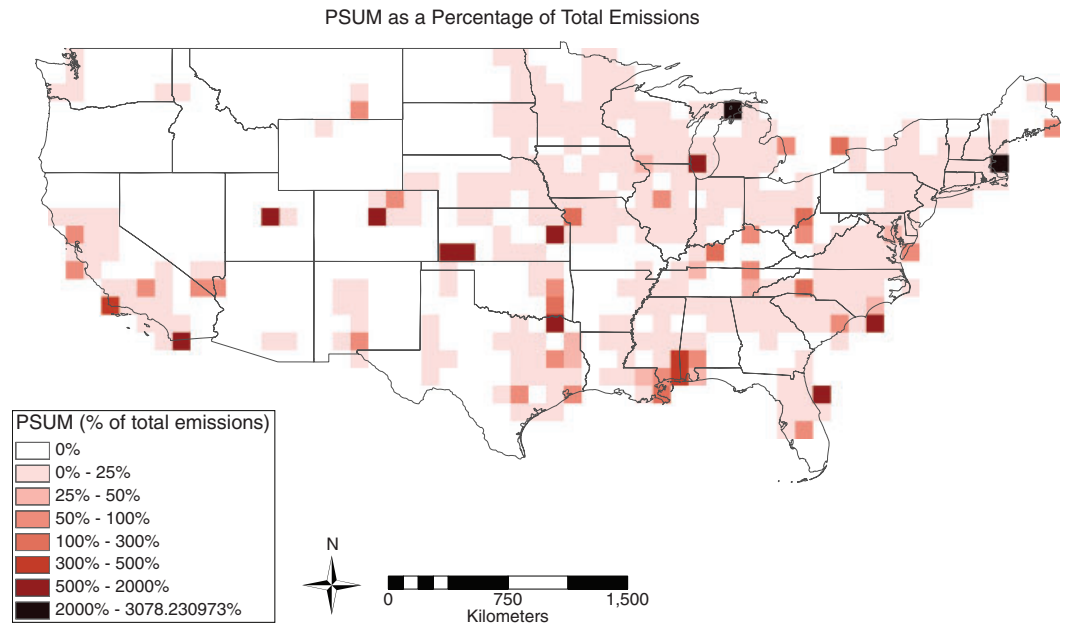 PSUM as a Percentage of Total Emissions
PSUM (% of total emissions)
0%
0% - 25%
25% - 50%
50% - 100%
100% - 300%
300% - 500%
500% - 2000%
2000% - 3078.230973%
N
0 750 1,500
Kilometers